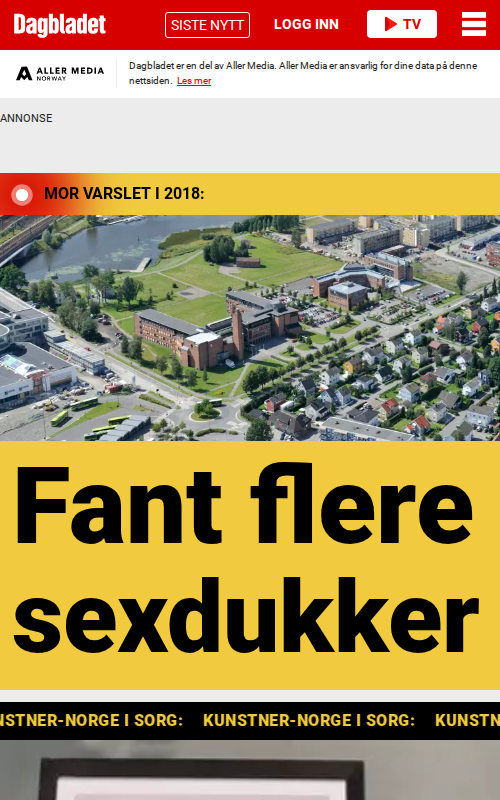 Dagbladet
SISTE NYTT
LOGG INN
TV
ALLER MEDIA
NORWAY
Dagbladet er en del av Aller Media. Aller Media er ansvarlig for dine data på denne
nettsiden. Les mer
ANNONSE
MOR VARSLET I 2018:
Fant flere
sexdukker
NSTNER-NORGE I SORG: KUNSTNER-NORGE I SORG: KUNSTN